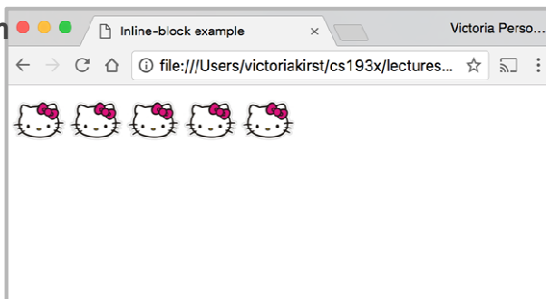 Inline-block example
Victoria Perso...
file:///Users/victoriakirst/cs193x/lectures...